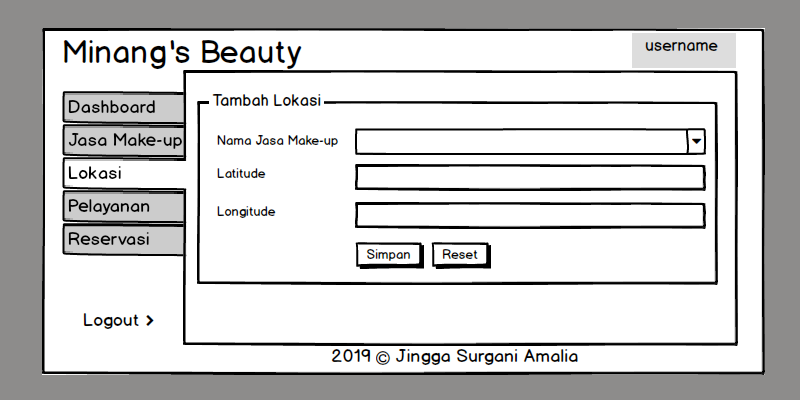 Minang's Beauty
username
Dashboard
Jasa Make-up
Lokasi
Pelayanan
Reservasi
Logout
Tambah Lokasi
Nama Jasa Make-up
Latitude
Longitude
Simpan
Reset
2019 © Jingga Surgani Amalia